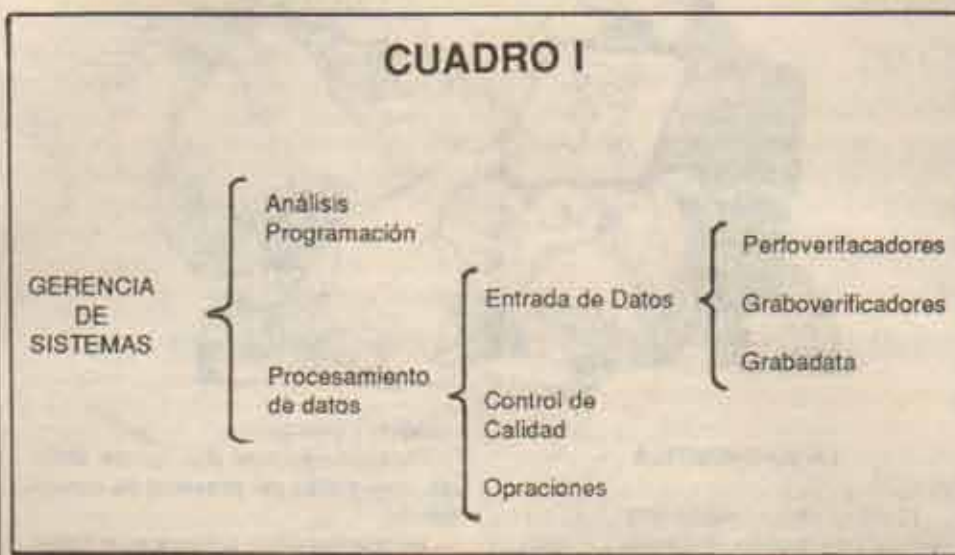 CUADRO I
GERENCIA
DE
SISTEMAS
Análisis
Programación
Procesamiento
de datos
Entrada de Datos
Control de
Calidad
Opraciones
Perfoverifacadores
Graboverificadores
Grabadata